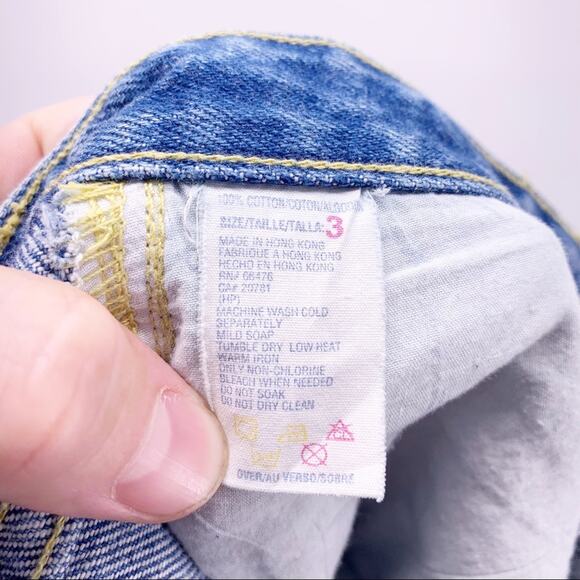 100% COTTON/COTON/ALGODON
SIZE/TAILLE/TALLA: 3
MADE IN HONG KONG
FABRIQUE A HONG KONG
HECHO EN HONG KONG
RN# 66476
CA# 20781
(HP)
MACHINE WASH COLD
SEPARATELY
MILD SOAP
TUMBLE DRY LOW HEAT
WARM IRON
ONLY NON-CHLORINE
BLEACH WHEN NEEDED
DO NOT SOAK
DO NOT DRY CLEAN
OVER/AU VERSO/SOBRE